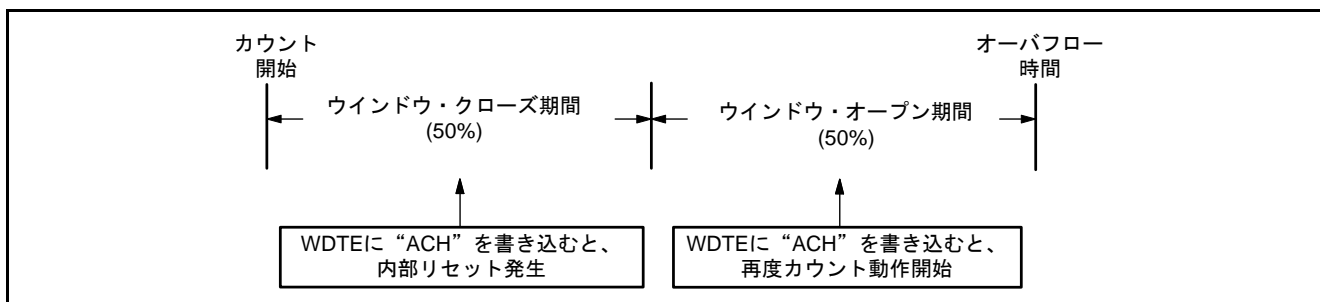 カウント
開始
オーバフロー
時間
ウインドウ・クローズ期間
(50%)
ウインドウ・オープン期間
(50%)
WDTEに“ACH”を書き込むと、
内部リセット発生
WDTEに“ACH”を書き込むと、
再度カウント動作開始